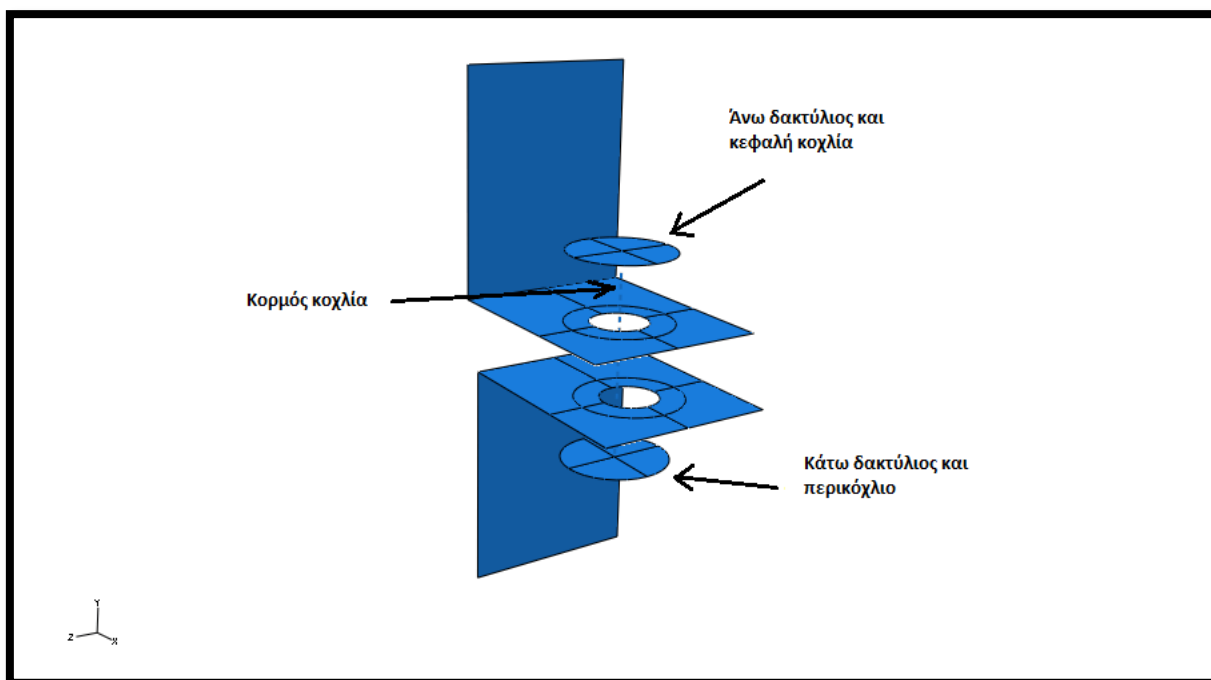 Άνω δακτύλιος και
κεφαλή κοχλία
Κορμός κοχλία
Κάτω δακτύλιος και
περικόχλιο
Y
Z
X